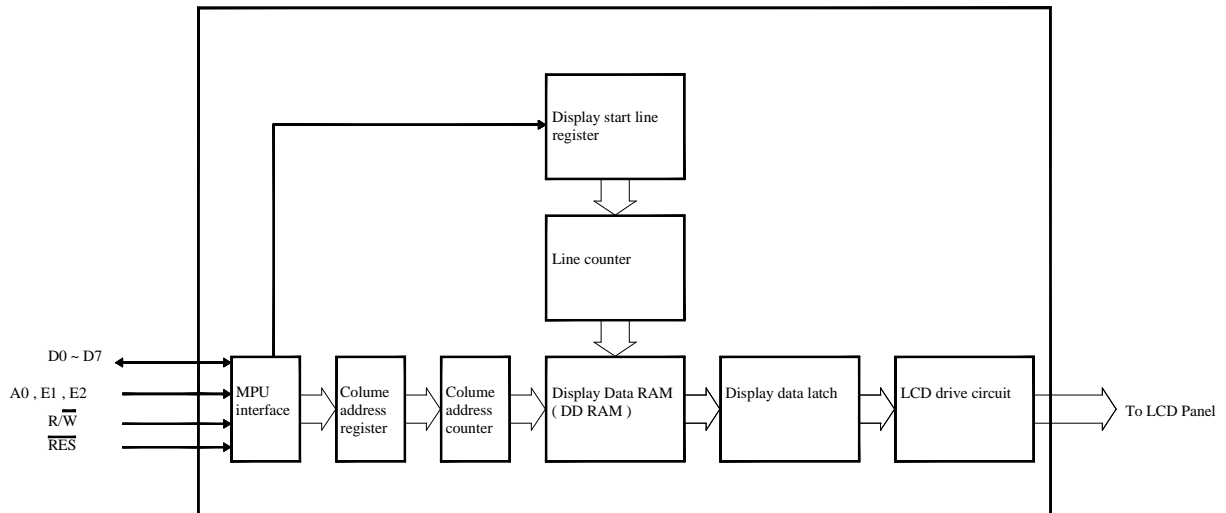 Display start line
register
Line counter
D0 ~ D7
A0 , E1 , E2
R/W̅
R̅E̅S̅
MPU
interface
Colume
address
register
Colume
address
counter
Display Data RAM
( DD RAM )
Display data latch
LCD drive circuit
To LCD Panel